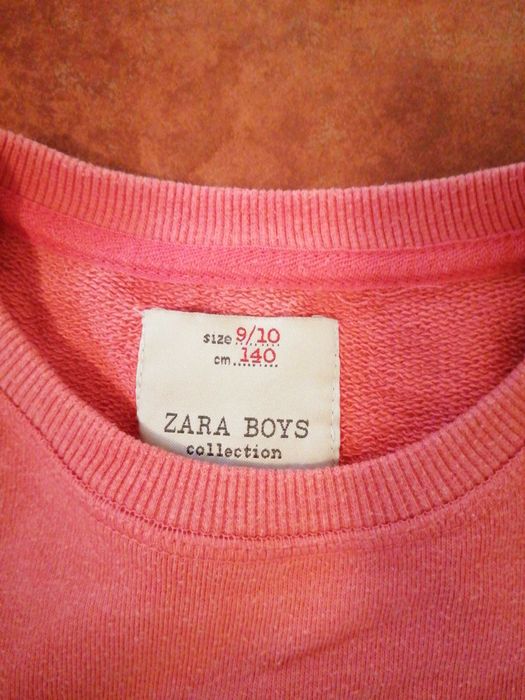 size 9/10
cm 140
ZARA BOYS
collection